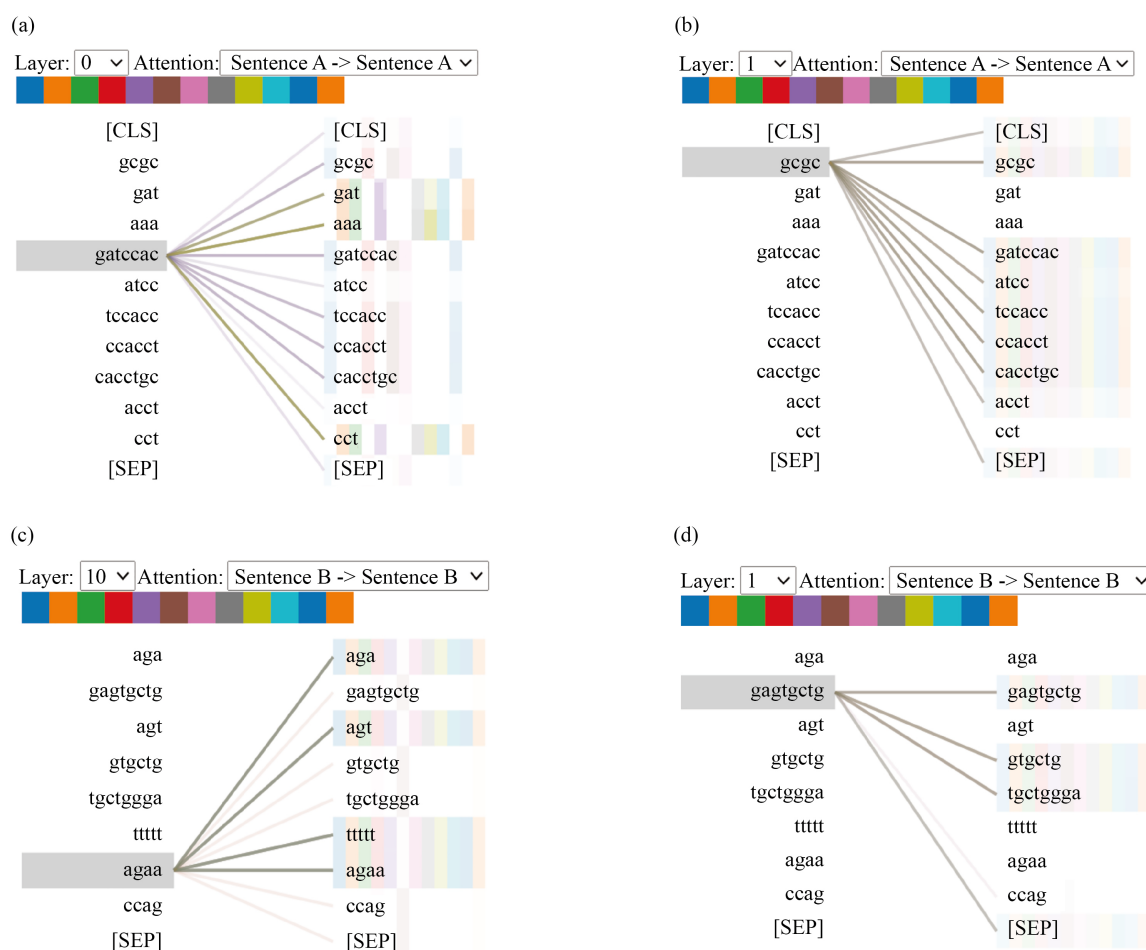 (a)
Layer: 0 Attention: Sentence A -> Sentence A
[CLS] [CLS]
gcgc gcgc
gat gat
aaa aaa
gatccac gatccac
atcc atcc
tccacc tccacc
ccacct ccacct
cacctgc cacctgc
acct acct
cct cct
[SEP] [SEP]
(b)
Layer: 1 Attention: Sentence A -> Sentence A
[CLS] [CLS]
gcgc gcgc
gat gat
aaa aaa
gatccac gatccac
atcc atcc
tccacc tccacc
ccacct ccacct
cacctgc cacctgc
acct acct
cct cct
[SEP] [SEP]
(c)
Layer: 10 Attention: Sentence B -> Sentence B
aga aga
gagtgctg gagtgctg
agt agt
gtgctg gtgctg
tgctggga tgctggga
ttttt ttttt
agaa agaa
ccag ccag
[SEP] [SEP]
(d)
Layer: 1 Attention: Sentence B -> Sentence B
aga aga
gagtgctg gagtgctg
agt agt
gtgctg gtgctg
tgctggga tgctggga
ttttt ttttt
agaa agaa
ccag ccag
[SEP] [SEP]